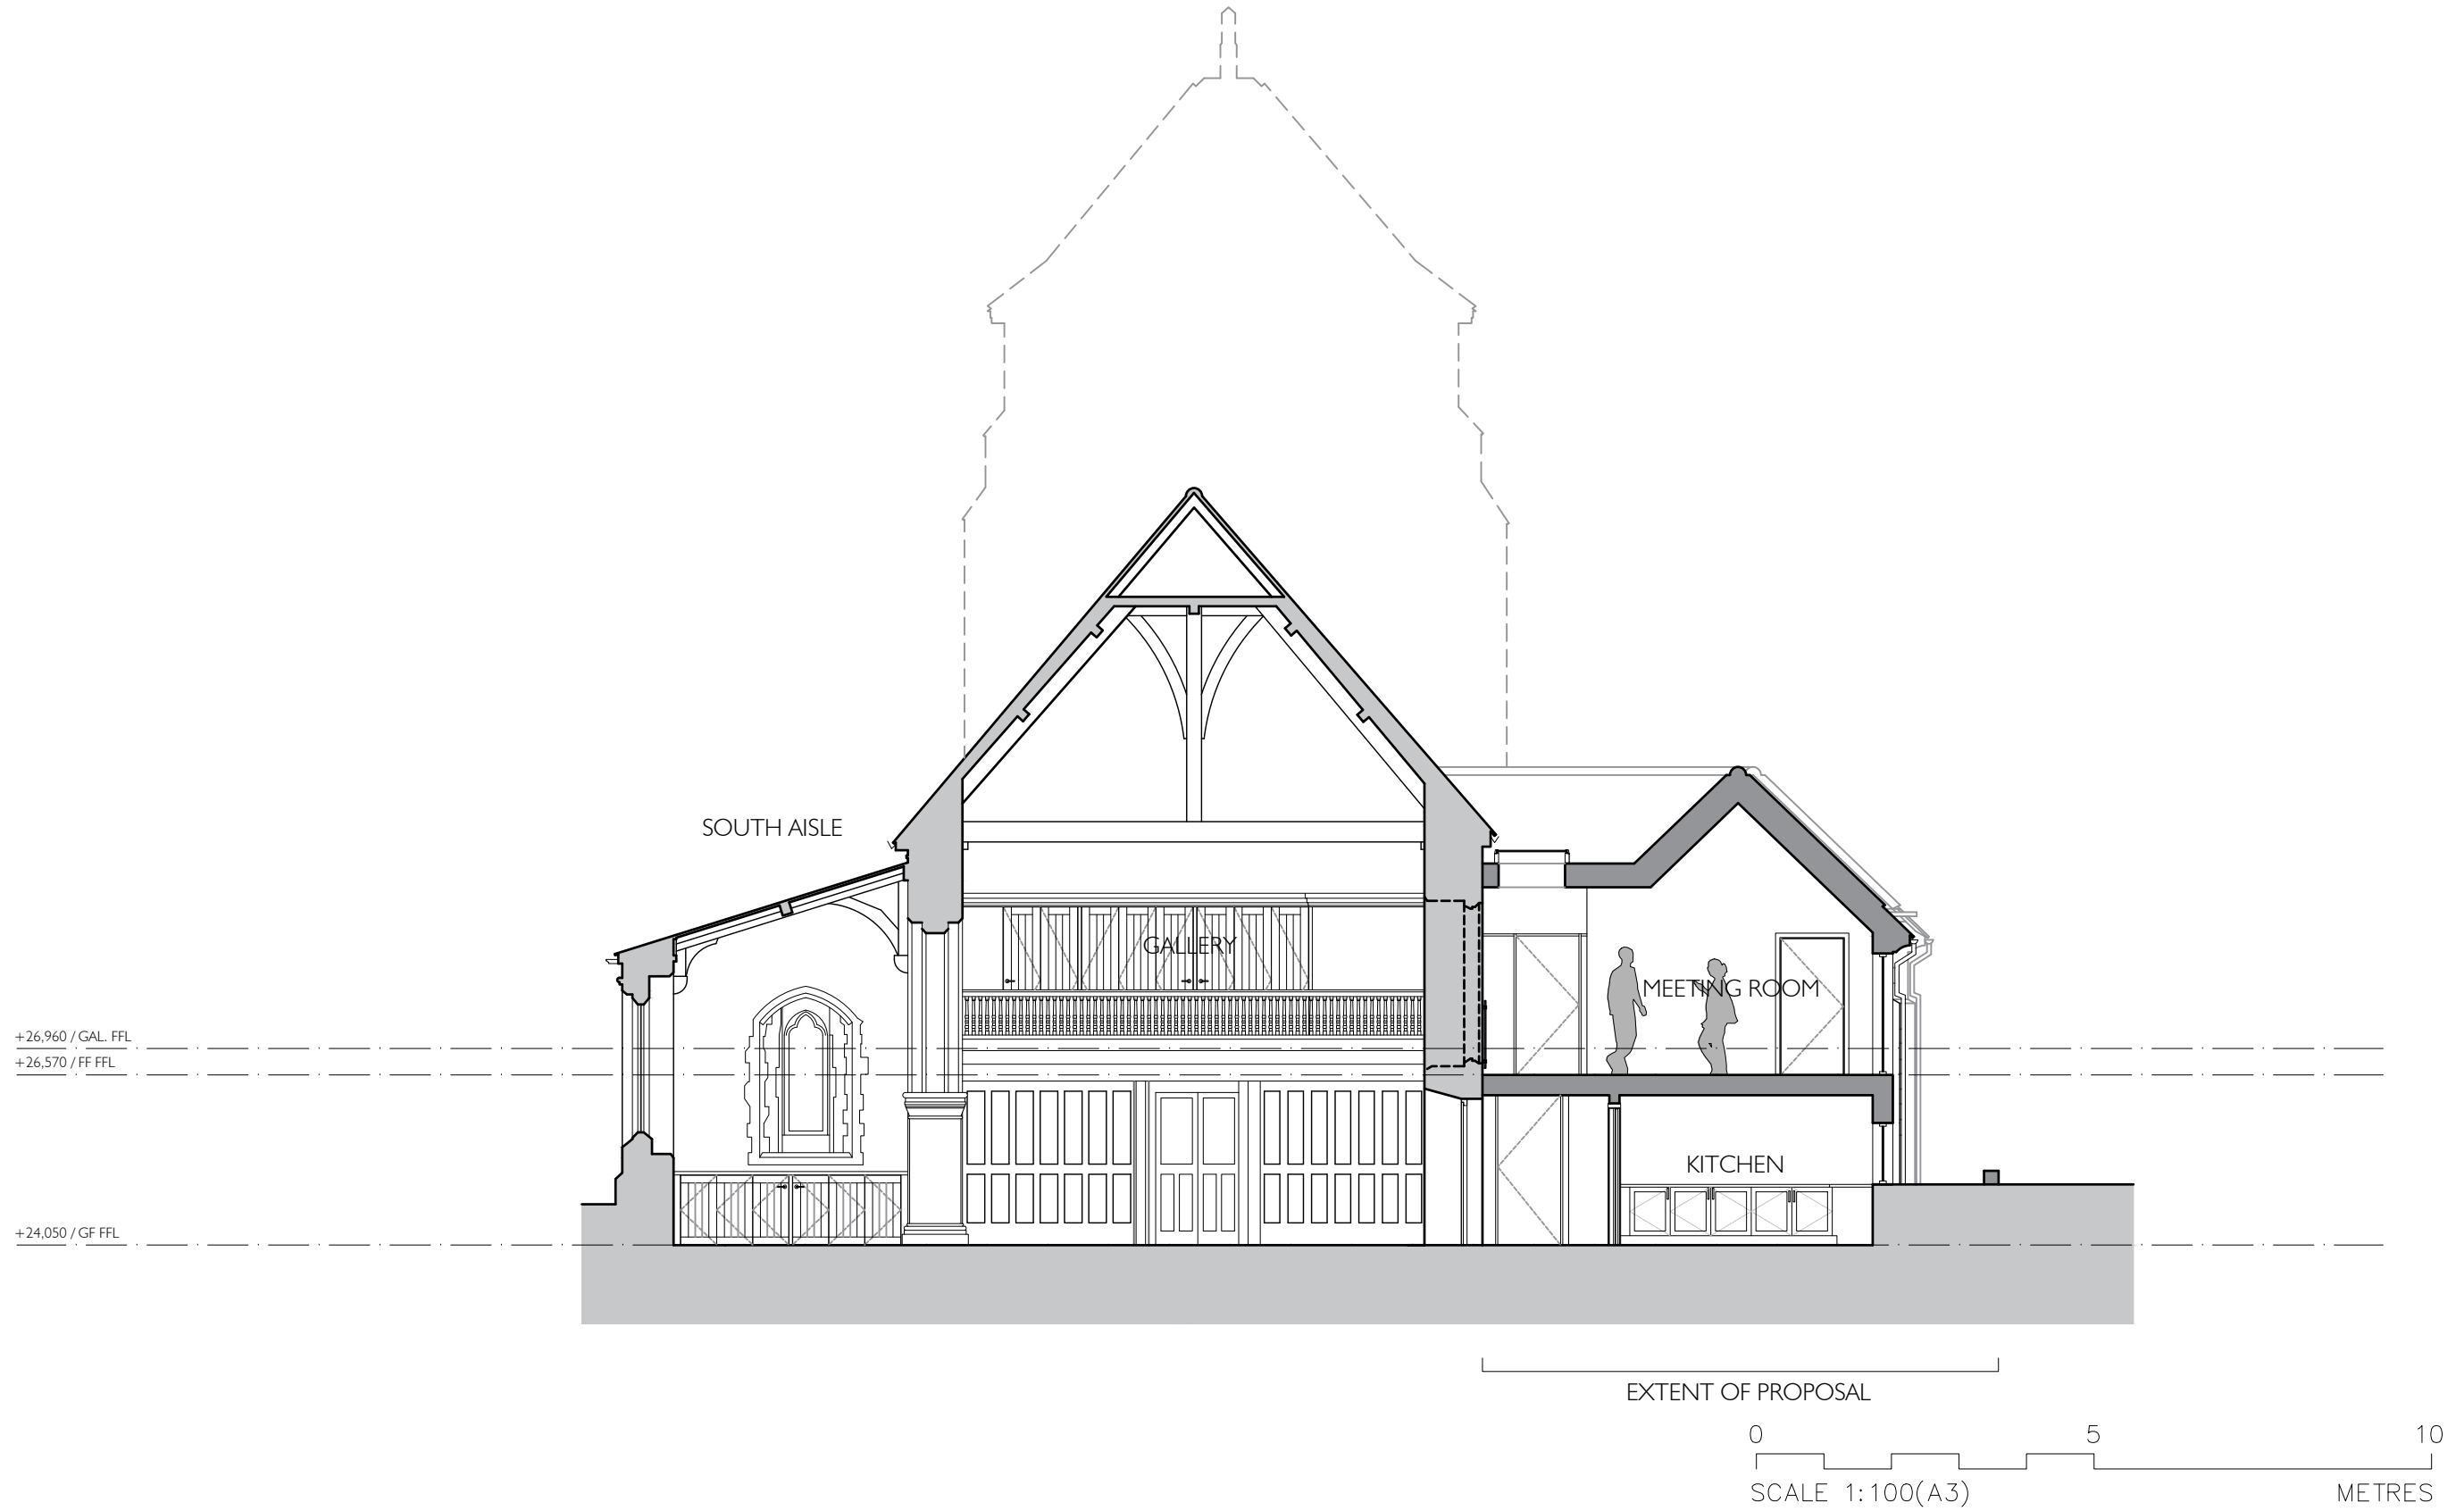 SOUTH AISLE
GALLERY
MEETING ROOM
+26,960 / GAL. FFL
+26,570 / FF FFL
KITCHEN
+24,050 / GF FFL
EXTENT OF PROPOSAL
0 5 10
SCALE 1:100(A3) METRES